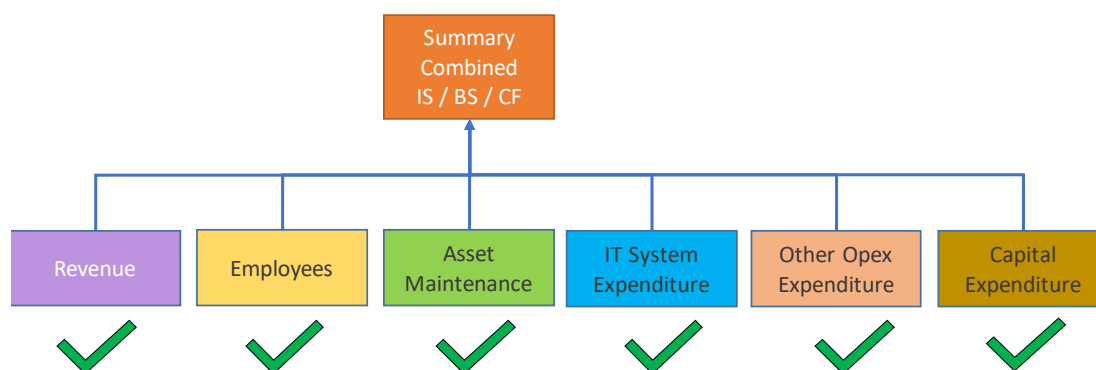 Summary
Combined
IS / BS / CF
Revenue
Employees
Asset
Maintenance
IT System
Expenditure
Other Opex
Expenditure
Capital
Expenditure